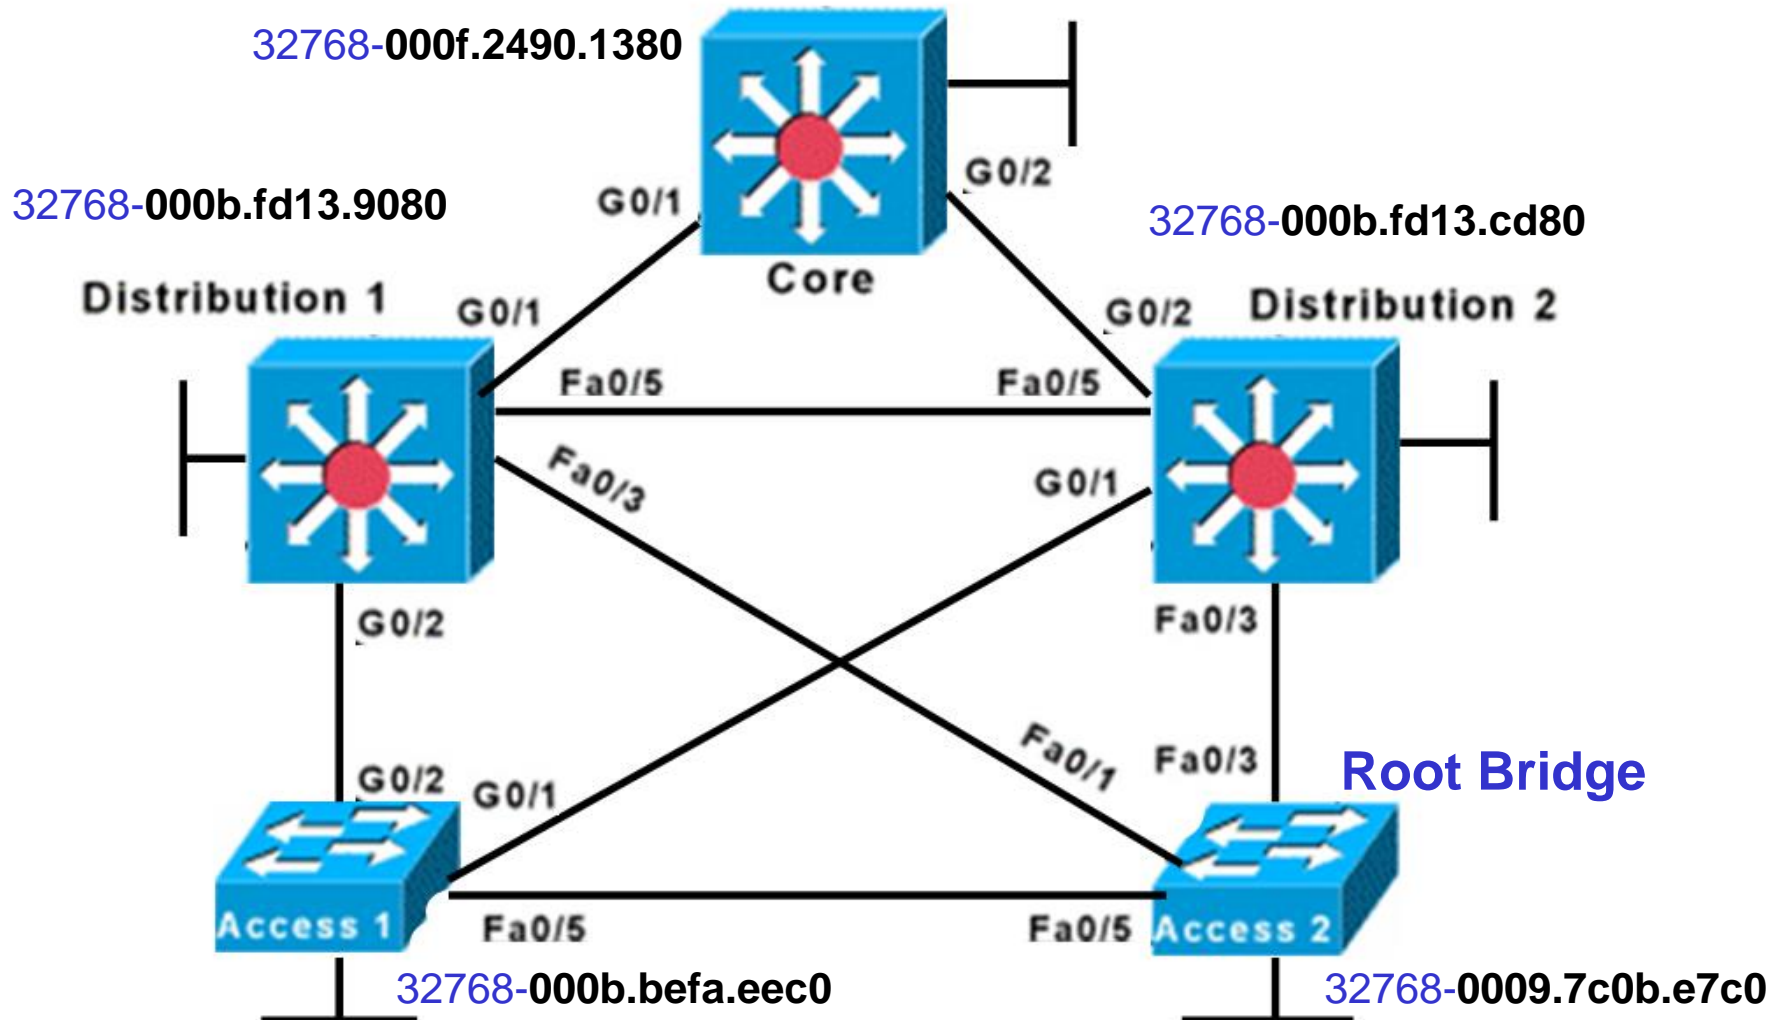 32768-000f.2490.1380
G0/2
G0/1
32768-000b.fd13.9080
32768-000b.fd13.cd80
Core
Distribution 1
G0/1
G0/2
Distribution 2
Fa0/5
Fa0/5
Fa0/3
G0/1
G0/2
Fa0/3
Fa0/1
Fa0/3
Root Bridge
G0/2
G0/1
Access 1
Fa0/5
Fa0/5
Access 2
32768-000b.befa.eec0
32768-0009.7c0b.e7c0